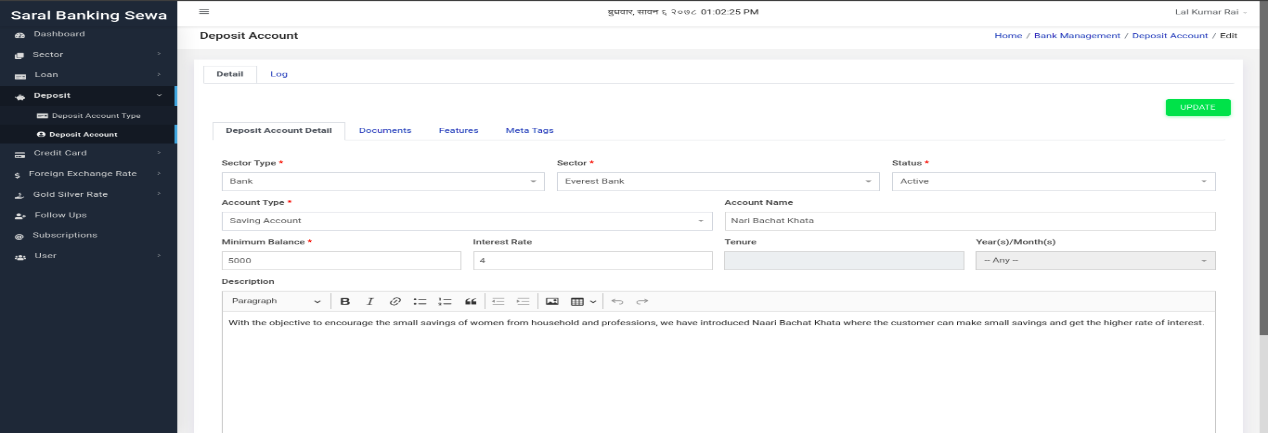 Saral Banking Sewa
बुधवार, सावन ६ २०७८ 01:02:25 PM
Lal Kumar Rai
Dashboard
Sector
Loan
Deposit
Deposit Account Type
Deposit Account
Credit Card
Foreign Exchange Rate
Gold Silver Rate
Follow Ups
Subscriptions
User
Deposit Account
Home / Bank Management / Deposit Account / Edit
Detail Log
UPDATE
Deposit Account Detail Documents Features Meta Tags
Sector Type * Sector * Status *
Bank Everest Bank Active
Account Type * Account Name
Saving Account Nari Bachat Khata
Minimum Balance * Interest Rate Tenure Year(s)/Month(s)
5000 4 -- Any --
Description
Paragraph
With the objective to encourage the small savings of women from household and professions, we have introduced Naari Bachat Khata where the customer can make small savings and get the higher rate of interest.